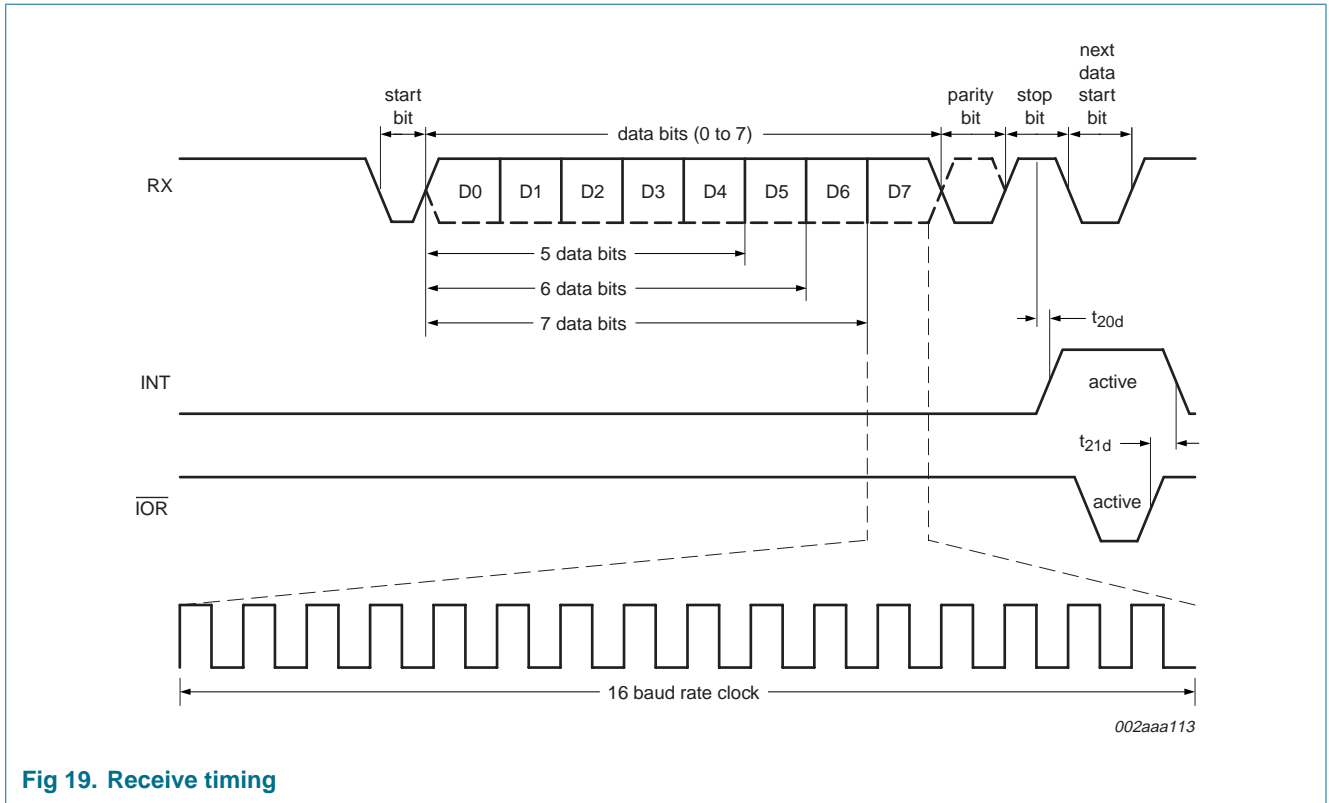 next
data
start
bit
start
bit
parity
bit
stop
bit
data bits (0 to 7)
RX
D0 D1 D2 D3 D4 D5 D6 D7
5 data bits
6 data bits
7 data bits
t20d
INT
active
t21d
IOR
active
16 baud rate clock
002aaa113
Fig 19. Receive timing